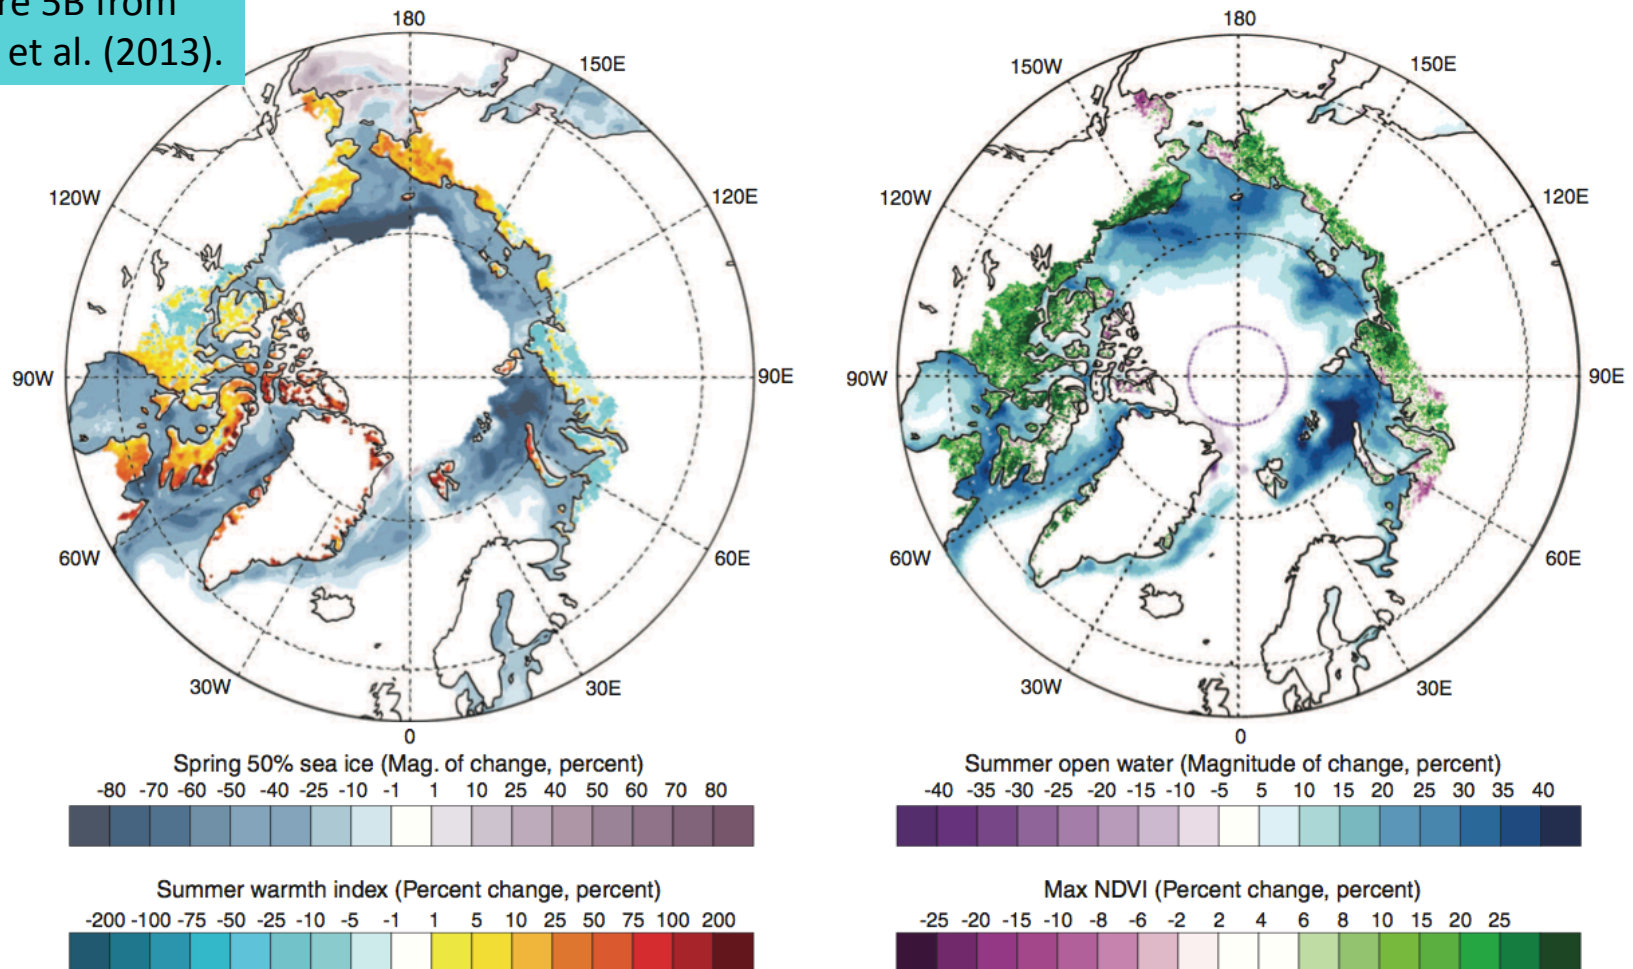 re 5B from
et al. (2013).
180
150E
120W
120E
90W
90E
60W
60E
30W
30E
0
Spring 50% sea ice (Mag. of change, percent)
-80 -70 -60 -50 -40 -25 -10 -1 1 10 25 40 50 60 70 80
Summer warmth index (Percent change, percent)
-200 -100 -75 -50 -25 -10 -5 -1 1 5 10 25 50 75 100 200
180
150W
150E
120W
120E
90W
90E
60W
60E
30W
30E
0
Summer open water (Magnitude of change, percent)
-40 -35 -30 -25 -20 -15 -10 -5 5 10 15 20 25 30 35 40
Max NDVI (Percent change, percent)
-25 -20 -15 -10 -8 -6 -2 2 4 6 8 10 15 20 25